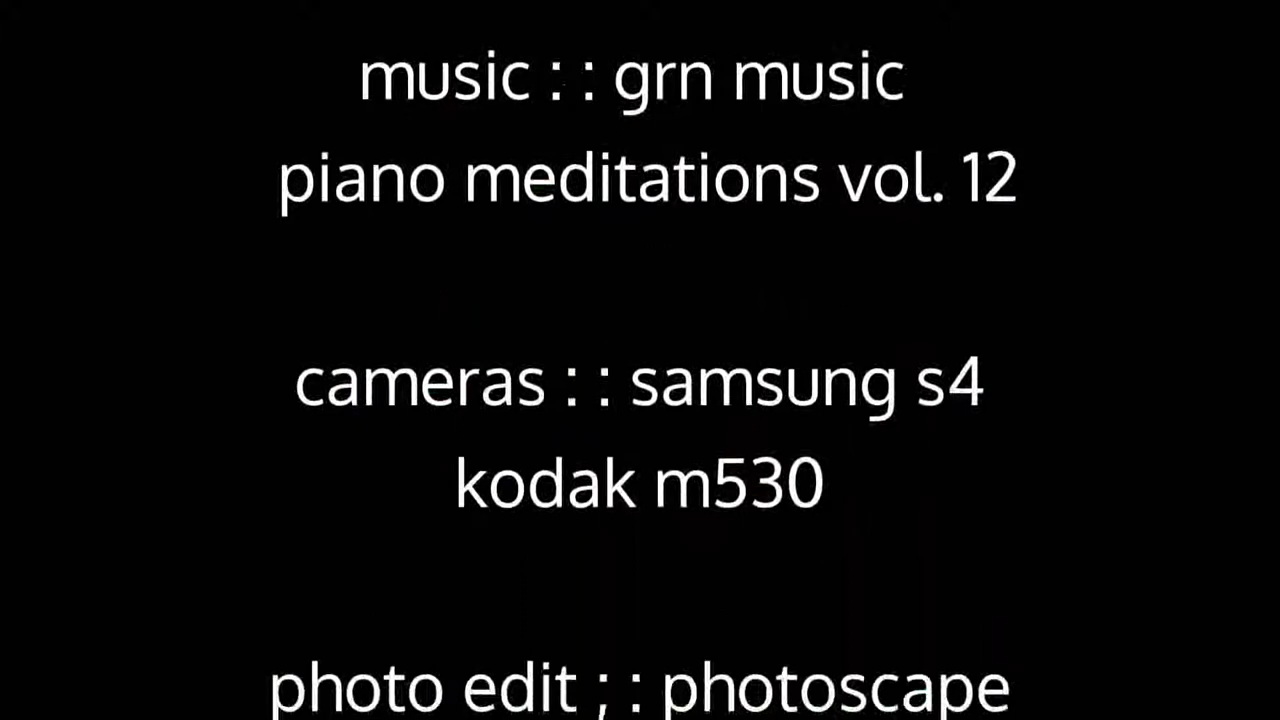 music : : grn music
piano meditations vol. 12
cameras : : samsung s4
kodak m530
photo edit ; : photoscape